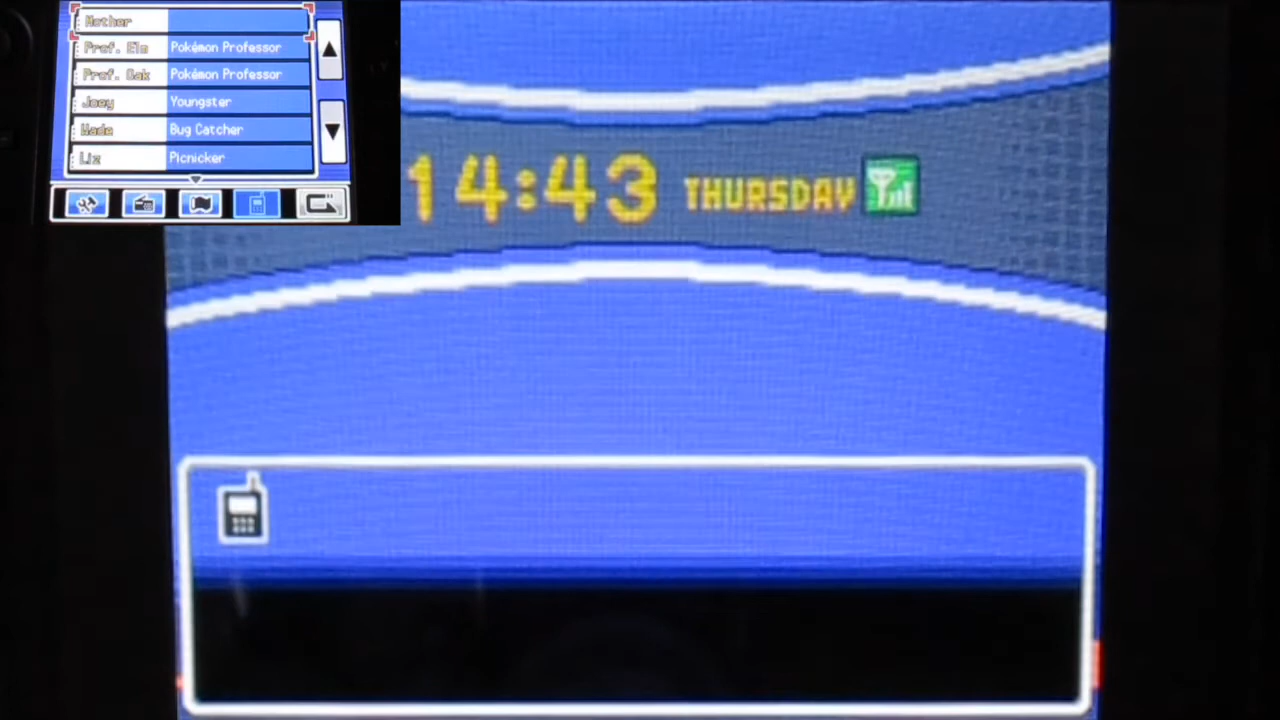 Mother
Prof. Elm Pokémon Professor
Prof. Oak Pokémon Professor
Joey Youngster
Wade Bug Catcher
Liz Picnicker
14:43 THURSDAY